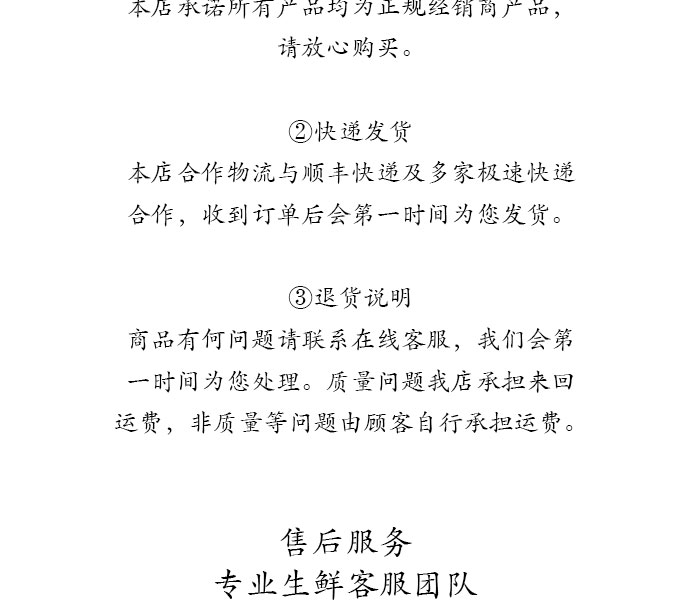 本店承诺所有产品均为正规经销商产品，
请放心购买。
②快递发货
本店合作物流与顺丰快递及多家极速快递
合作，收到订单后会第一时间为您发货。
③退货说明
商品有何问题请联系在线客服，我们会第
一时间为您处理。质量问题我店承担来回
运费，非质量等问题由顾客自行承担运费。
售后服务
专业生鲜客服团队